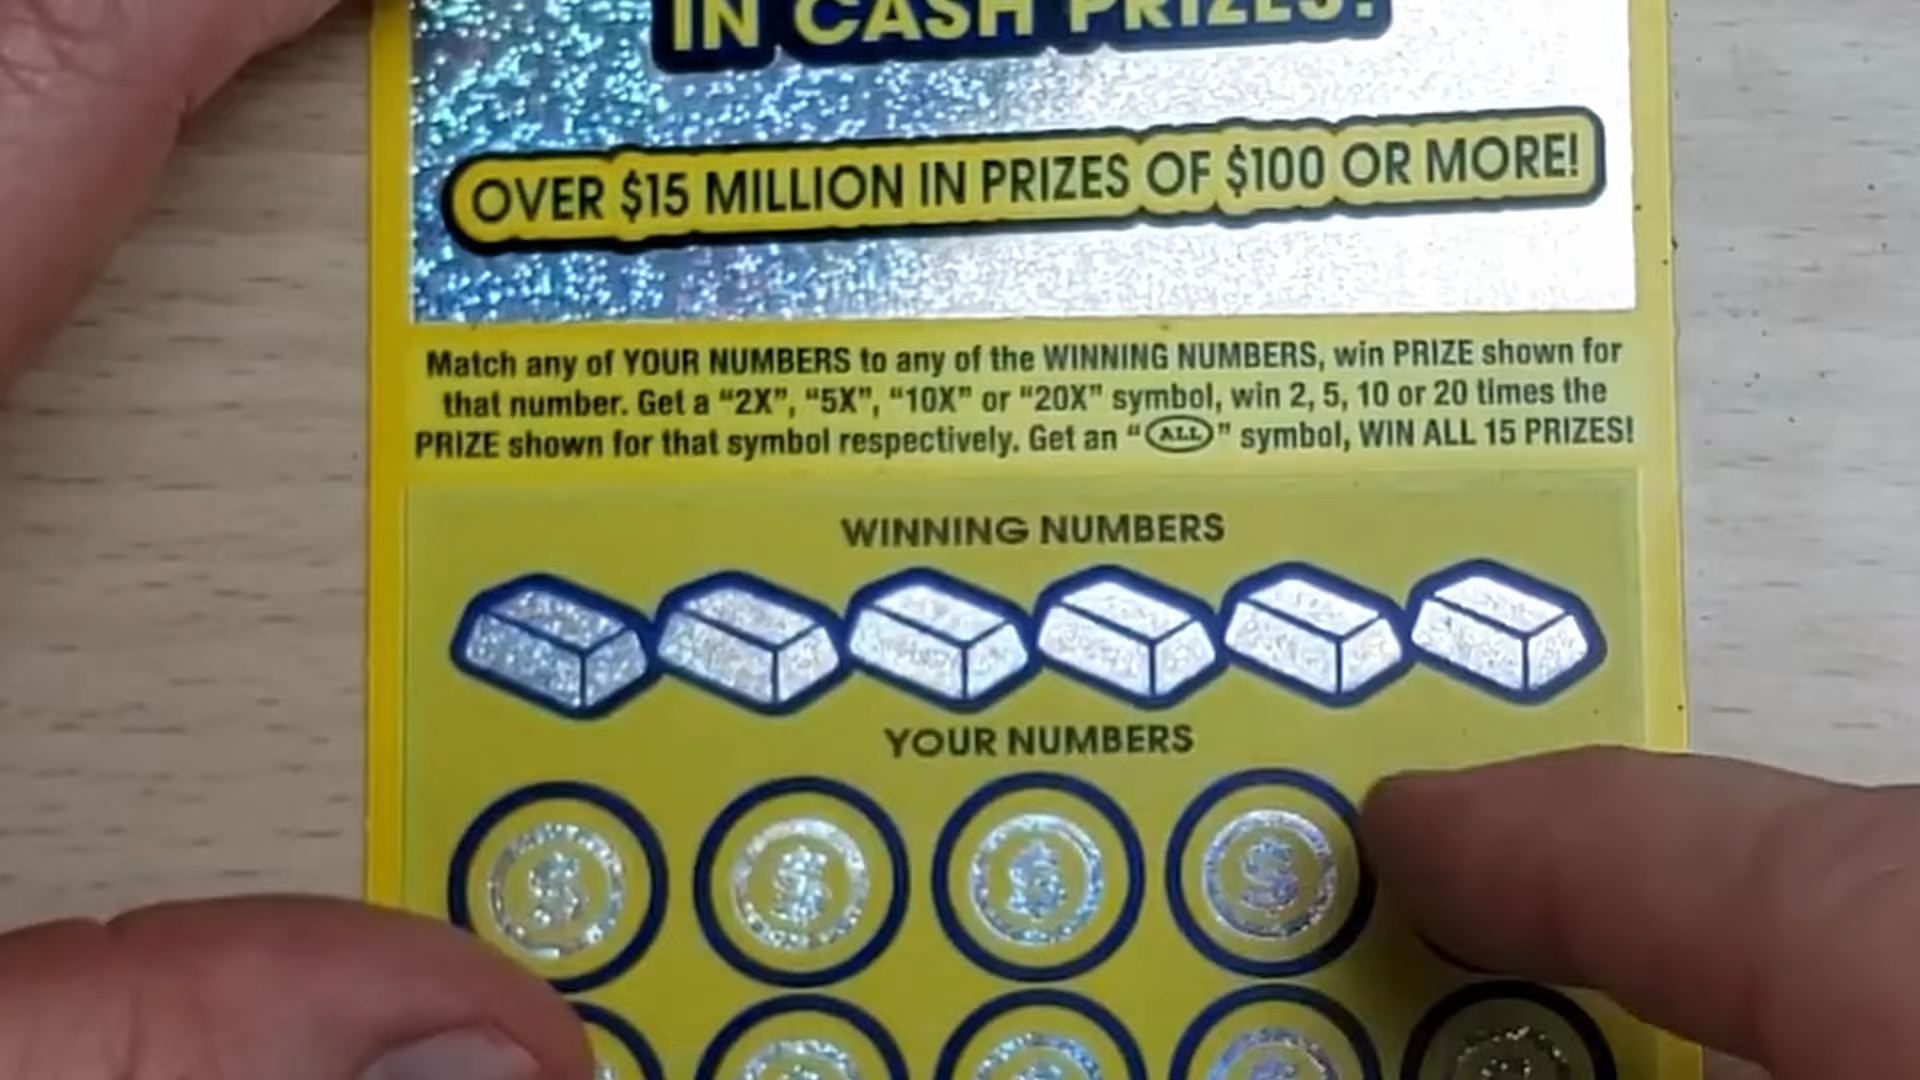 IN CASH PRIZES!
OVER $15 MILLION IN PRIZES OF $100 OR MORE!
Match any of YOUR NUMBERS to any of the WINNING NUMBERS, win PRIZE shown for
that number. Get a “2X”, “5X”, “10X” or “20X” symbol, win 2, 5, 10 or 20 times the
PRIZE shown for that symbol respectively. Get an “ALL” symbol, WIN ALL 15 PRIZES!
WINNING NUMBERS
YOUR NUMBERS
$ $ $ $